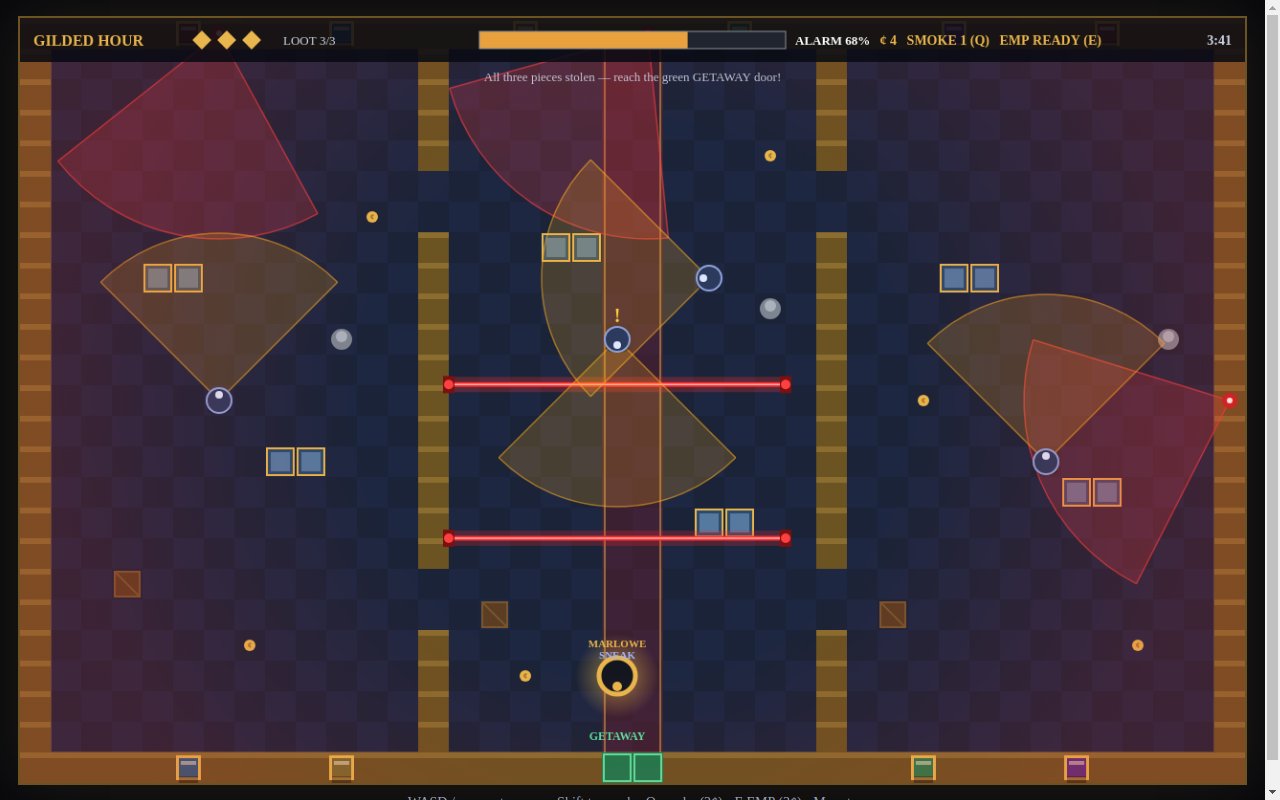 GILDED HOUR LOOT 3/3 ALARM 68% ¢ 4 SMOKE 1 (Q) EMP READY (E) 3:41
All three pieces stolen — reach the green GETAWAY door!
!
MARLOWE
SNEAK
GETAWAY